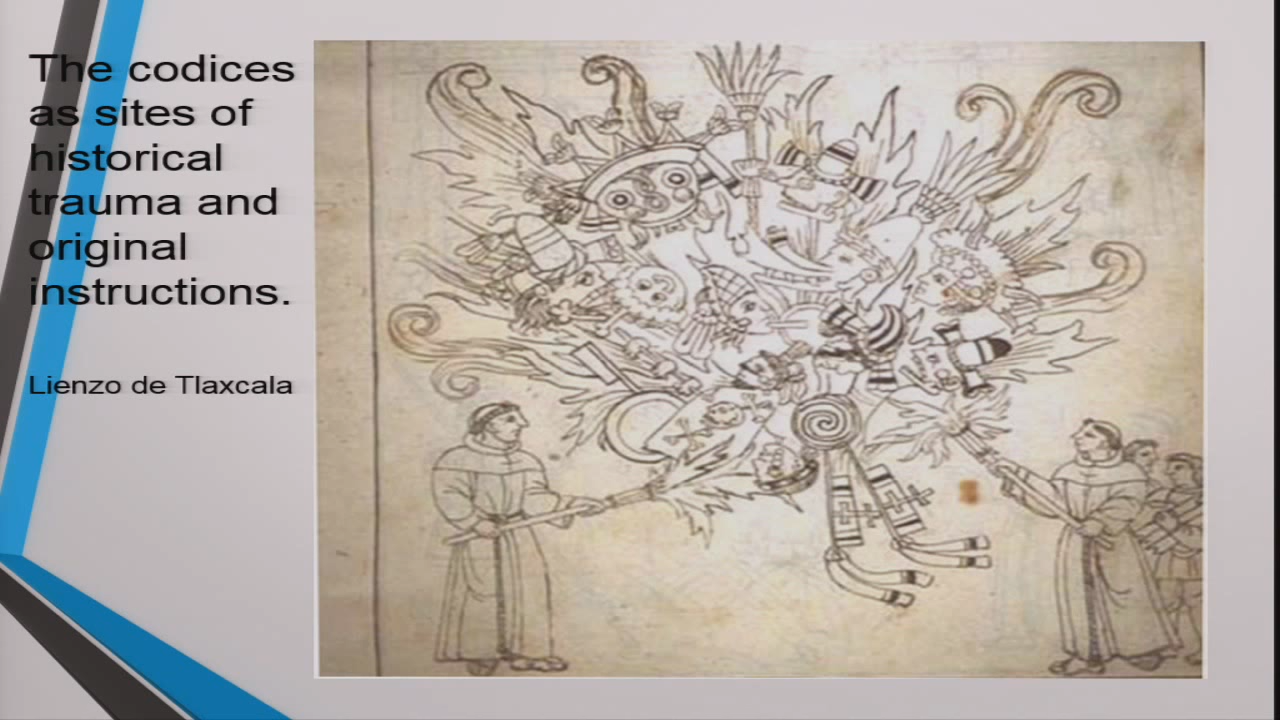 The codices
as sites of
historical
trauma and
original
instructions.
Lienzo de Tlaxcala